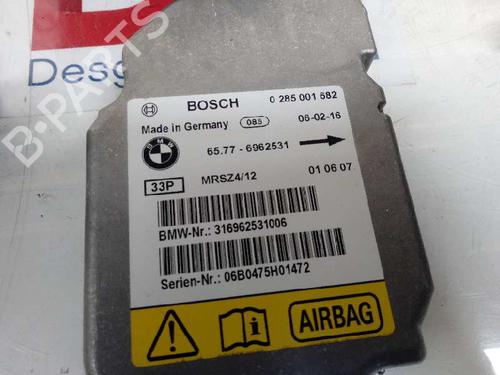 Desg
B-PARTS
BOSCH 0 285 001 682
Made in Germany 085 06-02-16
BMW
65.77 - 6962531
33P MRSZ4/12 01 06 07
BMW-Nr.: 316962531006
Serien-Nr.: 06B0475H01472
AIRBAG